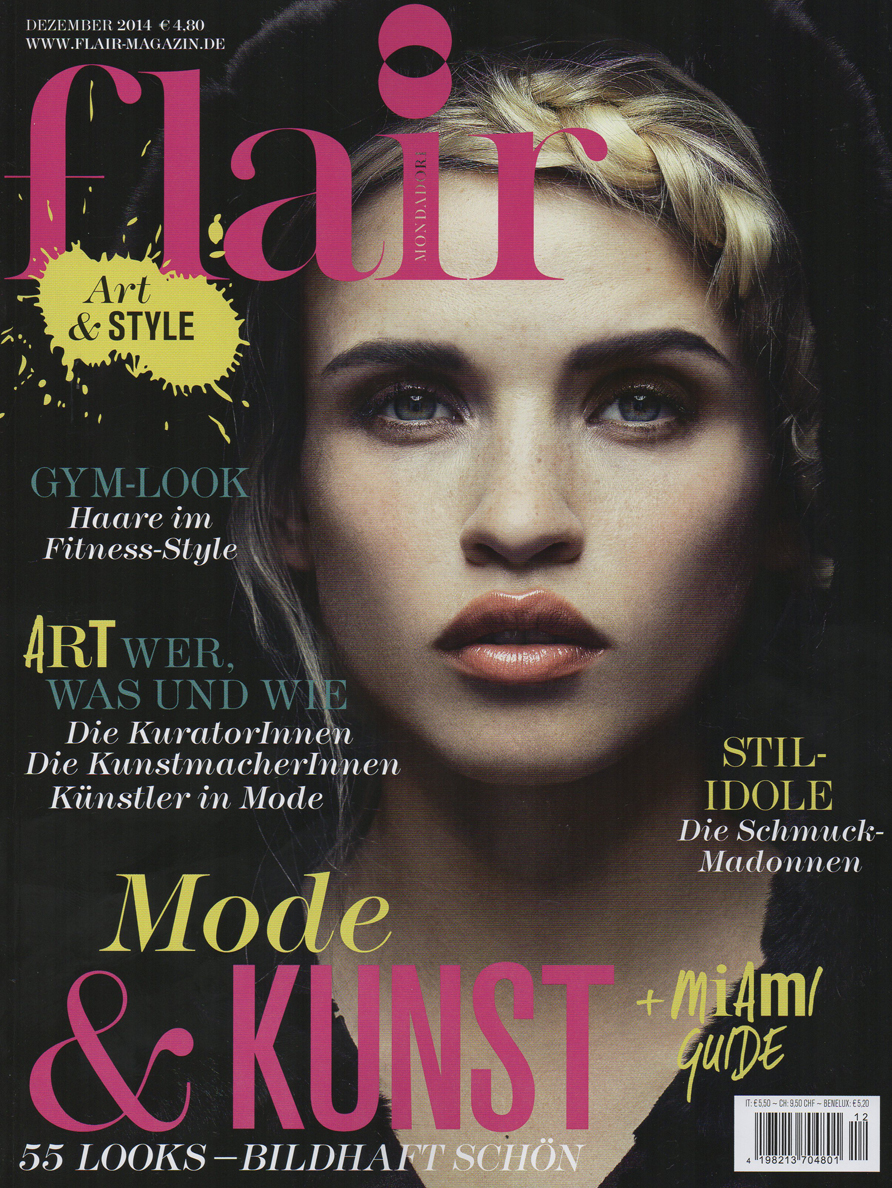 DEZEMBER 2014 € 4,80
WWW.FLAIR-MAGAZIN.DE
flair
MONDADORI
Art
& STYLE
GYM-LOOK
Haare im
Fitness-Style
ART WER,
WAS UND WIE
Die KuratorInnen
Die KunstmacherInnen
Künstler in Mode
STIL-
IDOLE
Die Schmuck-
Madonnen
Mode
& KUNST
+ MiAmi
GUIDE
55 LOOKS – BILDHAFT SCHÖN
IT: € 5,50 – CH: 9,50 CHF – BENELUX: € 5,20
12
4 198213 704801